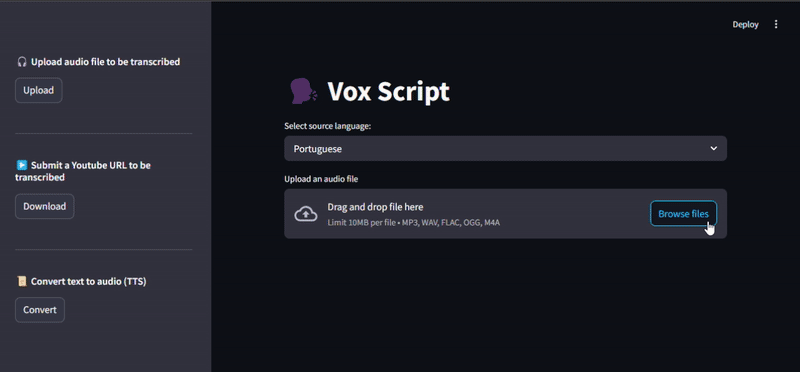 Deploy
🎧 Upload audio file to be transcribed
Upload
▶️ Submit a Youtube URL to be
transcribed
Download
📜 Convert text to audio (TTS)
Convert
🗣️ Vox Script
Select source language:
Portuguese
Upload an audio file
Drag and drop file here
Limit 10MB per file • MP3, WAV, FLAC, OGG, M4A
Browse files